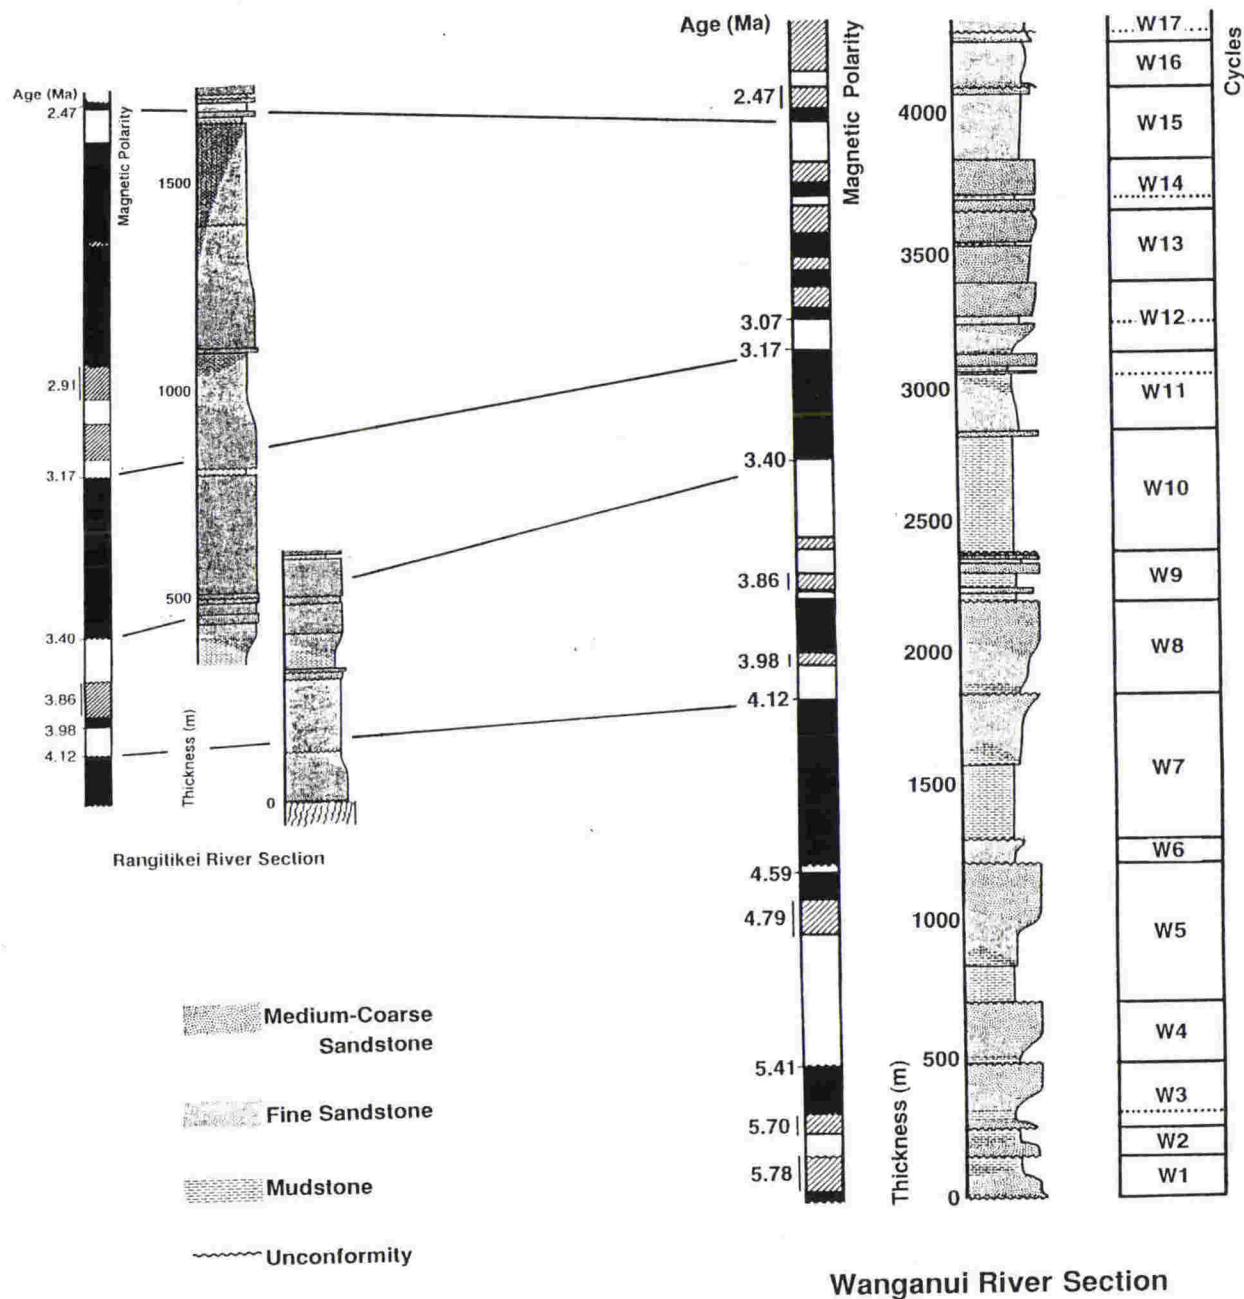 Age (Ma)
2.47
Magnetic Polarity
2.91
3.17
3.40
3.86
3.98
4.12
1500
1000
500
0
Thickness (m)
Rangitikei River Section
Age (Ma)
2.47
Magnetic Polarity
3.07
3.17
3.40
3.86
3.98
4.12
4.59
4.79
5.41
5.70
5.78
4000
3500
3000
2500
2000
1500
1000
500
0
Thickness (m)
Cycles
W17
W16
W15
W14
W13
W12
W11
W10
W9
W8
W7
W6
W5
W4
W3
W2
W1
Wanganui River Section
Medium-Coarse
Sandstone
Fine Sandstone
Mudstone
Unconformity